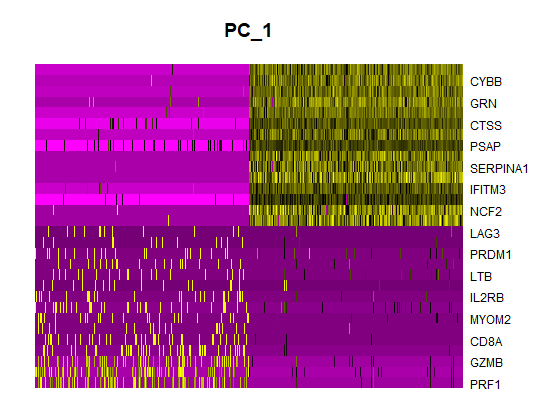 PC_1
CYBB
GRN
CTSS
PSAP
SERPINA1
IFITM3
NCF2
LAG3
PRDM1
LTB
IL2RB
MYOM2
CD8A
GZMB
PRF1